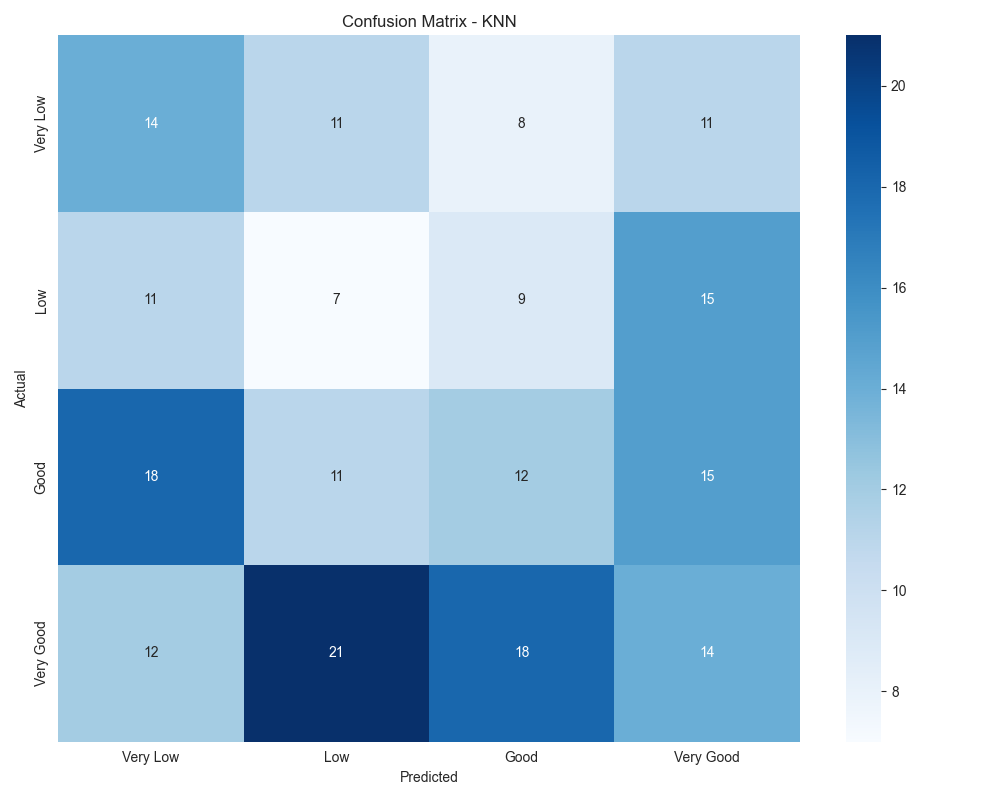 Confusion Matrix - KNN
Very Low 14 11 8 11
Low 11 7 9 15
Good 18 11 12 15
Very Good 12 21 18 14
Very Low Low Good Very Good
Predicted
Actual
20
18
16
14
12
10
8